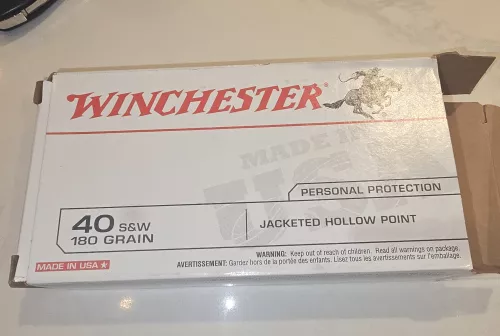 WINCHESTER
MADE IN
USA
PERSONAL PROTECTION
40 S&W
180 GRAIN
JACKETED HOLLOW POINT
WARNING: Keep out of reach of children. Read all warnings on package.
AVERTISSEMENT: Gardez hors de la portée des enfants. Lisez tous les avertissements sur l'emballage.
MADE IN USA